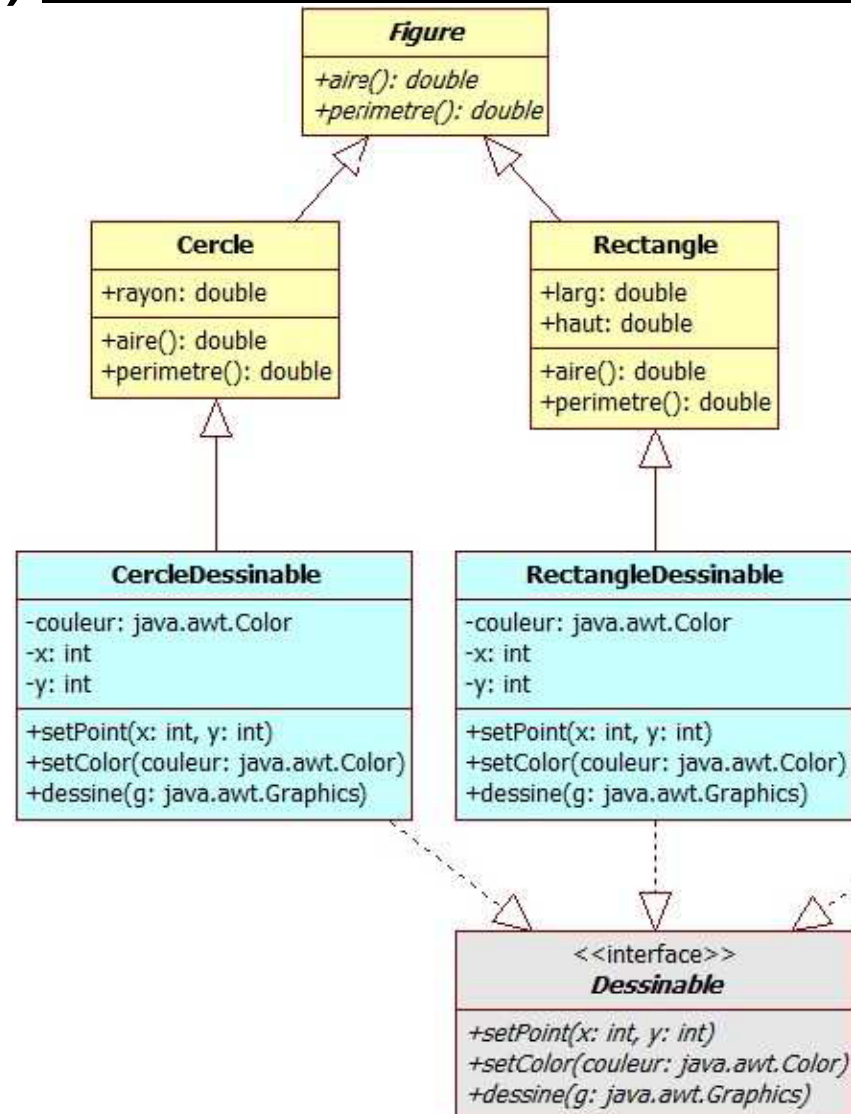 )
Figure
+aire(): double
+perimetre(): double
Cercle
+rayon: double
+aire(): double
+perimetre(): double
Rectangle
+larg: double
+haut: double
+aire(): double
+perimetre(): double
CercleDessinable
-couleur: java.awt.Color
-x: int
-y: int
+setPoint(x: int, y: int)
+setColor(couleur: java.awt.Color)
+dessine(g: java.awt.Graphics)
RectangleDessinable
-couleur: java.awt.Color
-x: int
-y: int
+setPoint(x: int, y: int)
+setColor(couleur: java.awt.Color)
+dessine(g: java.awt.Graphics)
<<interface>>
Dessinable
+setPoint(x: int, y: int)
+setColor(couleur: java.awt.Color)
+dessine(g: java.awt.Graphics)